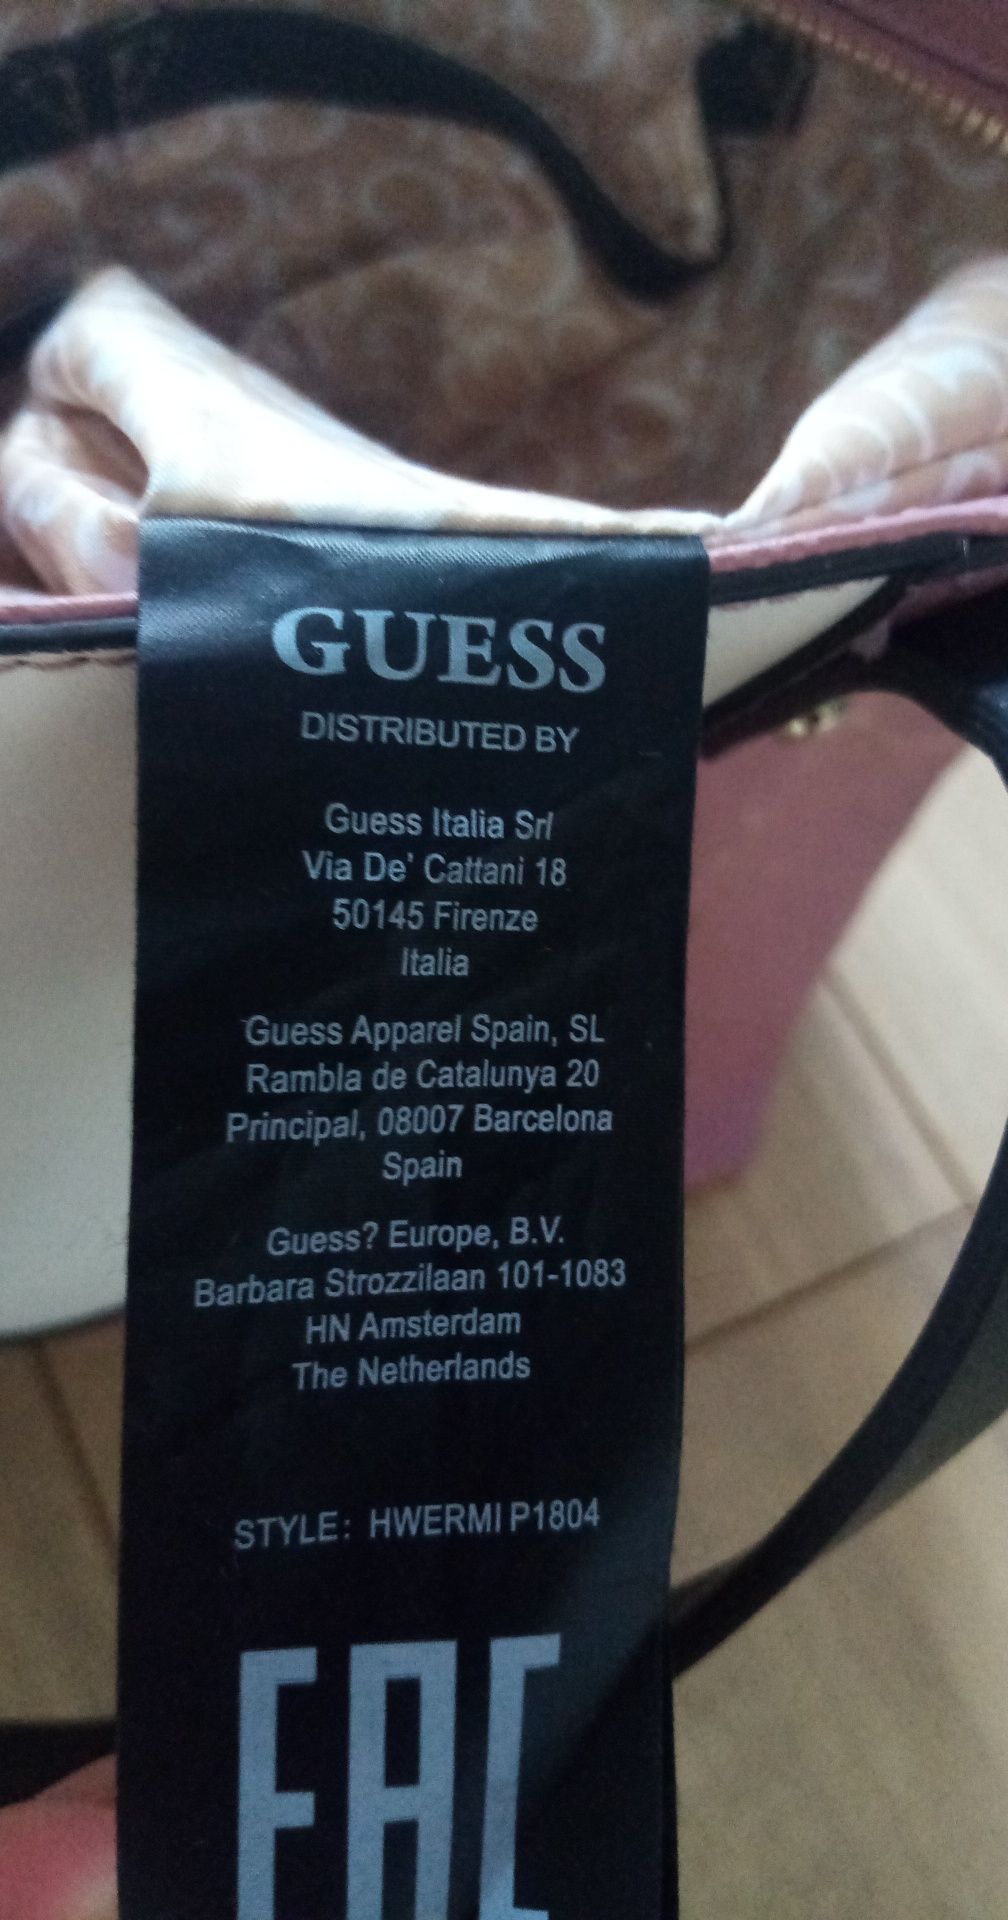 GUESS
DISTRIBUTED BY
Guess Italia Srl
Via De' Cattani 18
50145 Firenze
Italia
Guess Apparel Spain, SL
Rambla de Catalunya 20
Principal, 08007 Barcelona
Spain
Guess? Europe, B.V.
Barbara Strozzilaan 101-1083
HN Amsterdam
The Netherlands
STYLE: HWERMI P1804
EAC